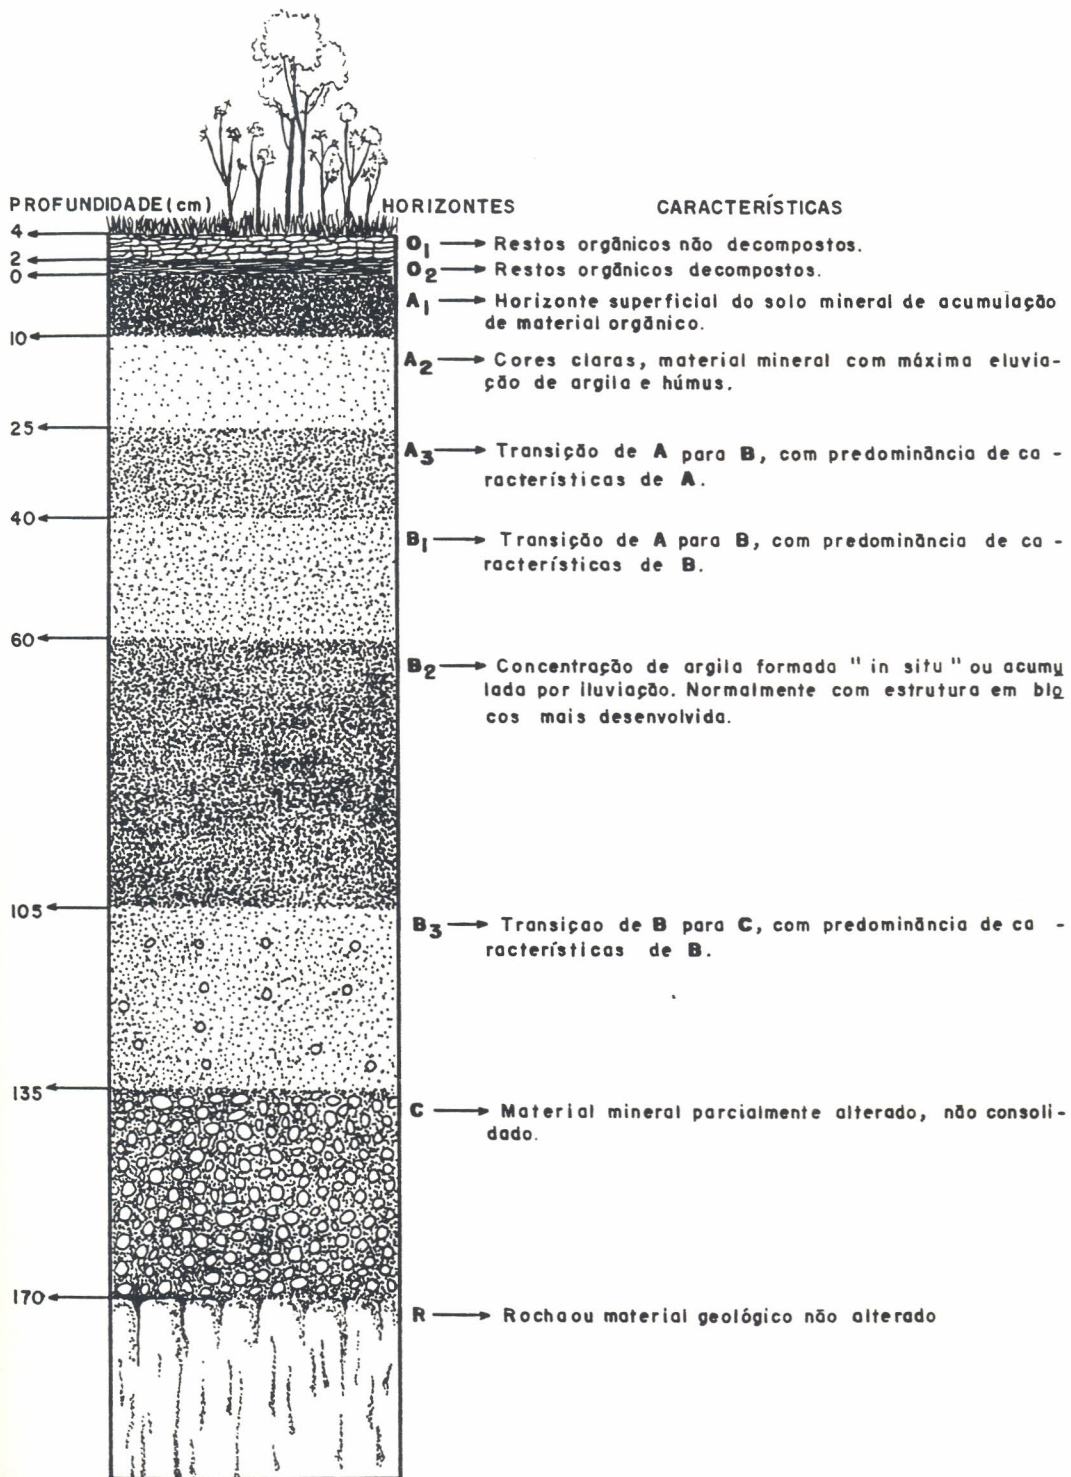 PROFUNDIDADE (cm) HORIZONTES CARACTERÍSTICAS
4
O1 Restos orgânicos não decompostos.
2
O2 Restos orgânicos decompostos.
0
A1 Horizonte superficial do solo mineral de acumulação
de material orgânico.
10
A2 Cores claras, material mineral com máxima eluvia-
ção de argila e húmus.
25
A3 Transição de A para B, com predominância de ca -
racterísticas de A.
40
B1 Transição de A para B, com predominância de ca -
racterísticas de B.
60
B2 Concentração de argila formada " in situ " ou acumu
lada por iluviação. Normalmente com estrutura em blo
cos mais desenvolvida.
105
B3 Transiçao de B para C, com predominância de ca -
racterísticas de B.
135
C Material mineral parcialmente alterado, não consoli-
dado.
170
R Rochaou material geológico não alterado